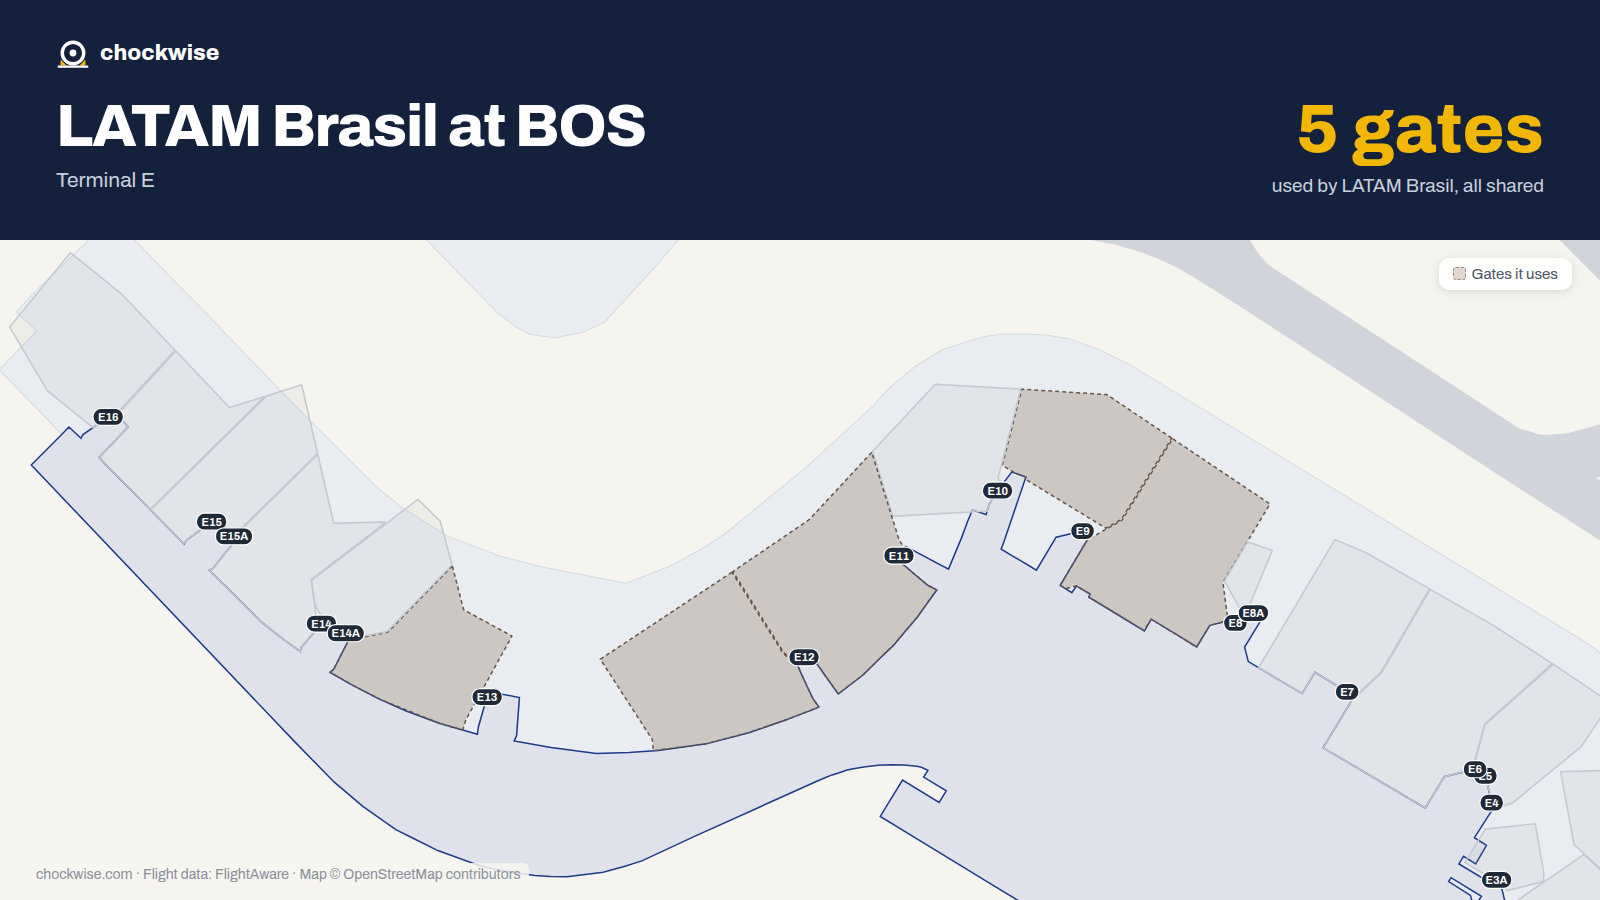 chockwise
LATAM Brasil at BOS
Terminal E
5 gates
used by LATAM Brasil, all shared
Gates it uses
E16
E15
E15A
E14
E14A
E13
E12
E11
E10
E9
E8
E8A
E7
E6
E5
E4
E3A
chockwise.com · Flight data: FlightAware · Map © OpenStreetMap contributors